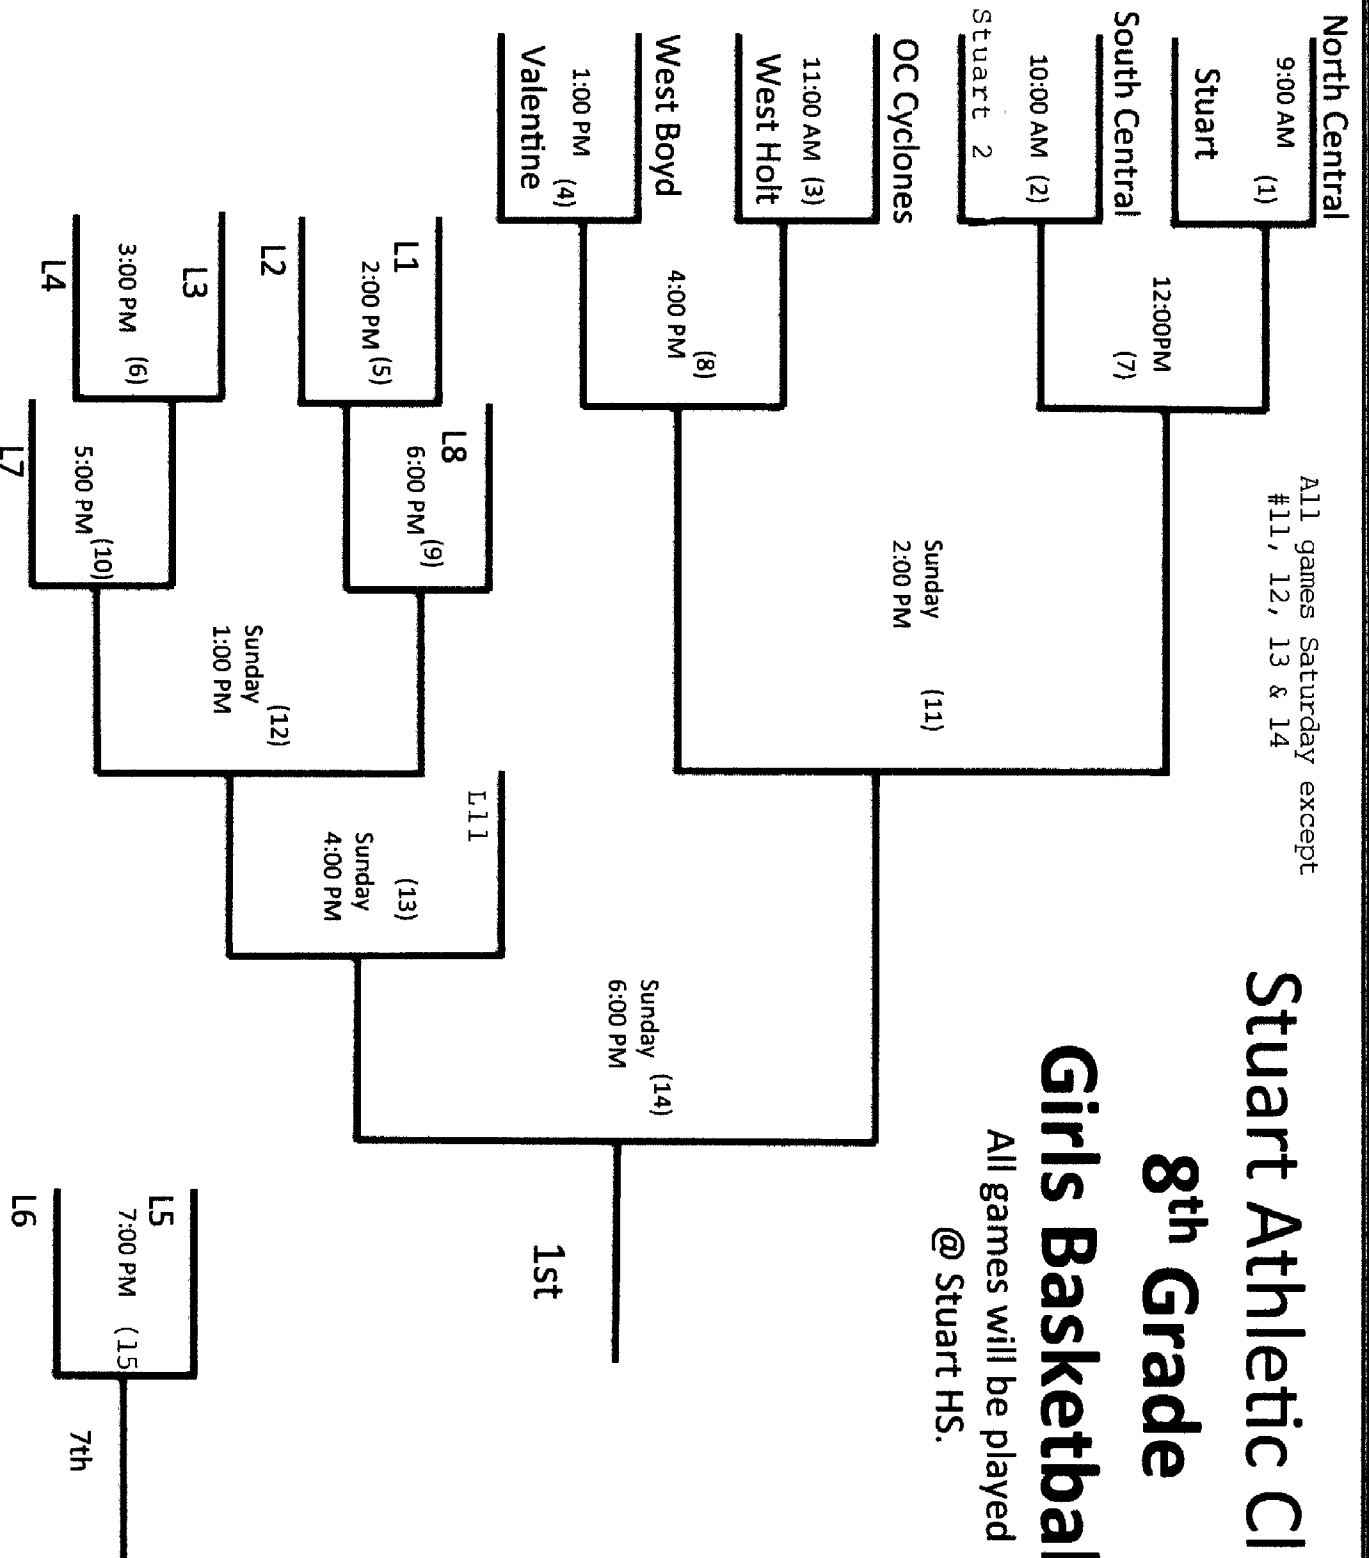 North Central
9:00 AM
(1)
Stuart
South Central
10:00 AM (2)
Stuart 2
OC Cyclones
11:00 AM (3)
West Holt
West Boyd
1:00 PM
(4)
Valentine
12:00PM
(7)
4:00 PM
(8)
L1
2:00 PM (5)
L2
L3
3:00 PM (6)
L4
L8
6:00 PM (9)
5:00 PM (10)
L7
All games Saturday except
#11, 12, 13 & 14
Sunday
2:00 PM
(11)
Sunday
1:00 PM
(12)
L11
Sunday
4:00 PM
(13)
Sunday
6:00 PM
(14)
1st
Stuart Athletic Cl
8th Grade
Girls Basketbal
All games will be played
@ Stuart HS.
L5
7:00 PM (15
L6
7th